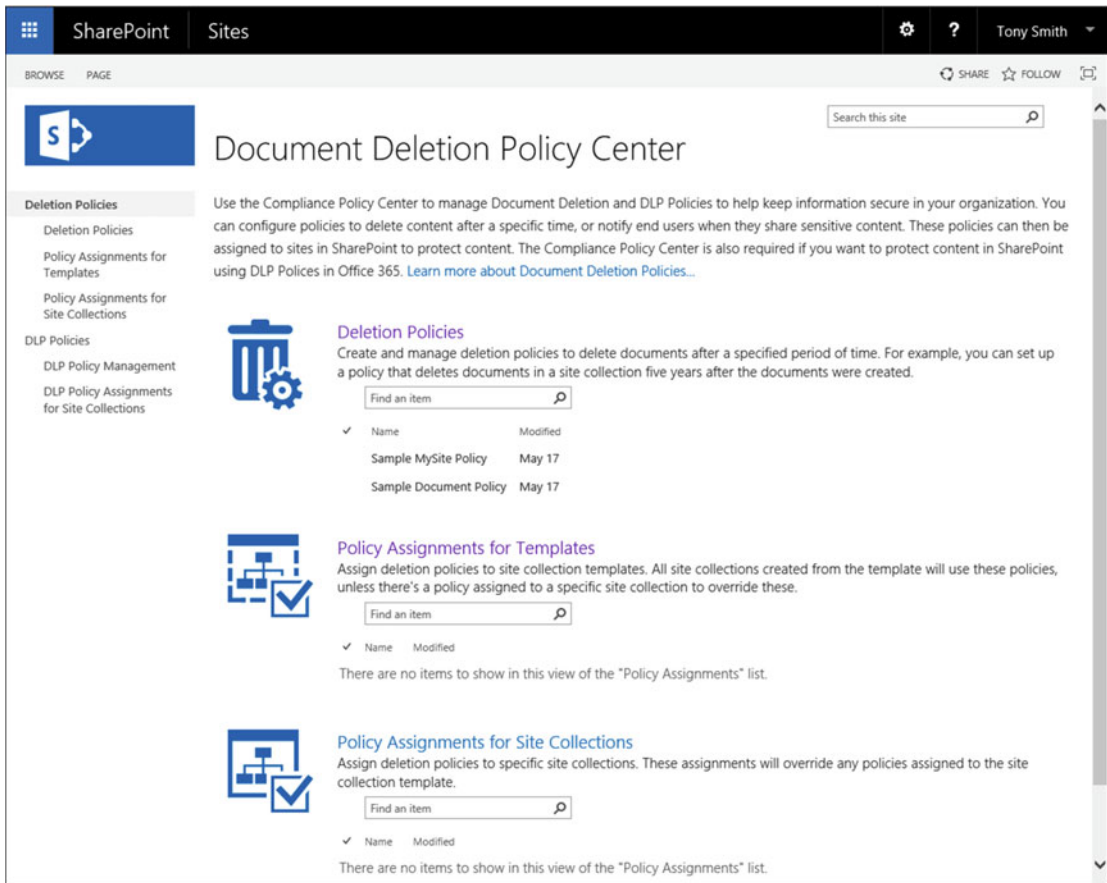 SharePoint
Sites
?
Tony Smith
BROWSE PAGE
SHARE FOLLOW
S
Search this site
Document Deletion Policy Center
Deletion Policies
Deletion Policies
Policy Assignments for
Templates
Policy Assignments for
Site Collections
DLP Policies
DLP Policy Management
DLP Policy Assignments
for Site Collections
Use the Compliance Policy Center to manage Document Deletion and DLP Policies to help keep information secure in your organization. You
can configure policies to delete content after a specific time, or notify end users when they share sensitive content. These policies can then be
assigned to sites in SharePoint to protect content. The Compliance Policy Center is also required if you want to protect content in SharePoint
using DLP Polices in Office 365. Learn more about Document Deletion Policies...
Deletion Policies
Create and manage deletion policies to delete documents after a specified period of time. For example, you can set up
a policy that deletes documents in a site collection five years after the documents were created.
Find an item
Name Modified
Sample MySite Policy May 17
Sample Document Policy May 17
Policy Assignments for Templates
Assign deletion policies to site collection templates. All site collections created from the template will use these policies,
unless there's a policy assigned to a specific site collection to override these.
Find an item
Name Modified
There are no items to show in this view of the "Policy Assignments" list.
Policy Assignments for Site Collections
Assign deletion policies to specific site collections. These assignments will override any policies assigned to the site
collection template.
Find an item
Name Modified
There are no items to show in this view of the "Policy Assignments" list.